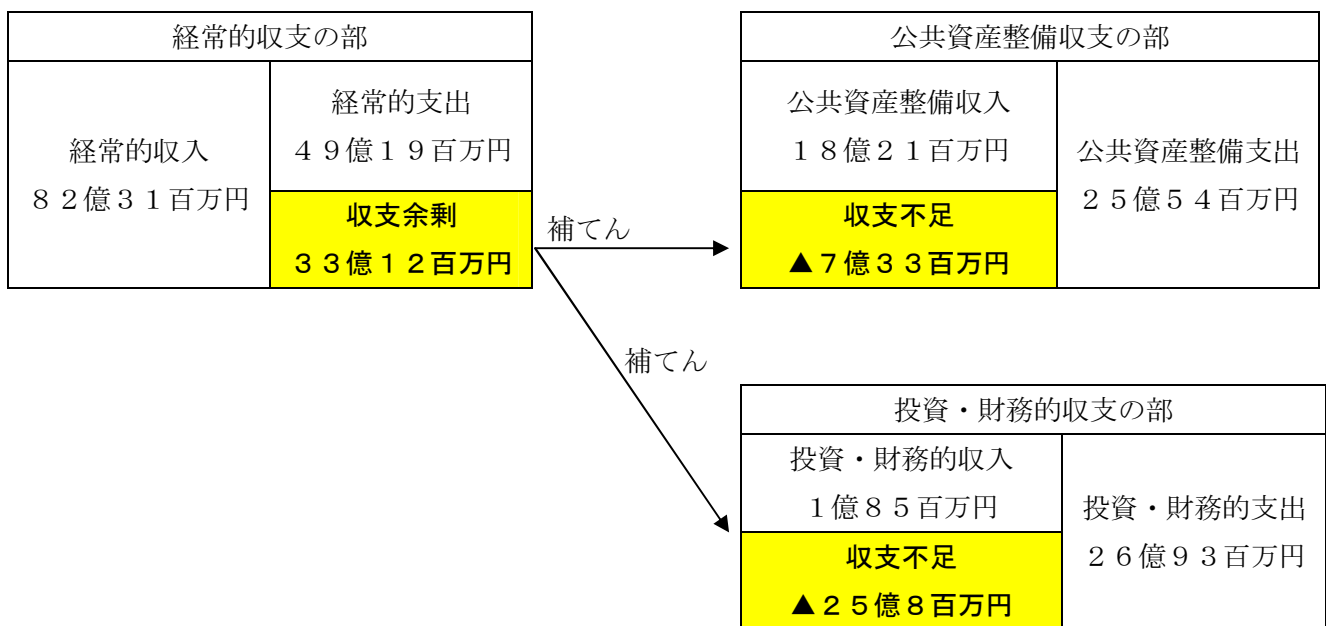 経常的収支の部
経常的収入
８２億３１百万円
経常的支出
４９億１９百万円
収支余剰
３３億１２百万円
補てん
公共資産整備収支の部
公共資産整備収入
１８億２１百万円
収支不足
▲７億３３百万円
公共資産整備支出
２５億５４百万円
補てん
投資・財務的収支の部
投資・財務的収入
１億８５百万円
収支不足
▲２５億８百万円
投資・財務的支出
２６億９３百万円